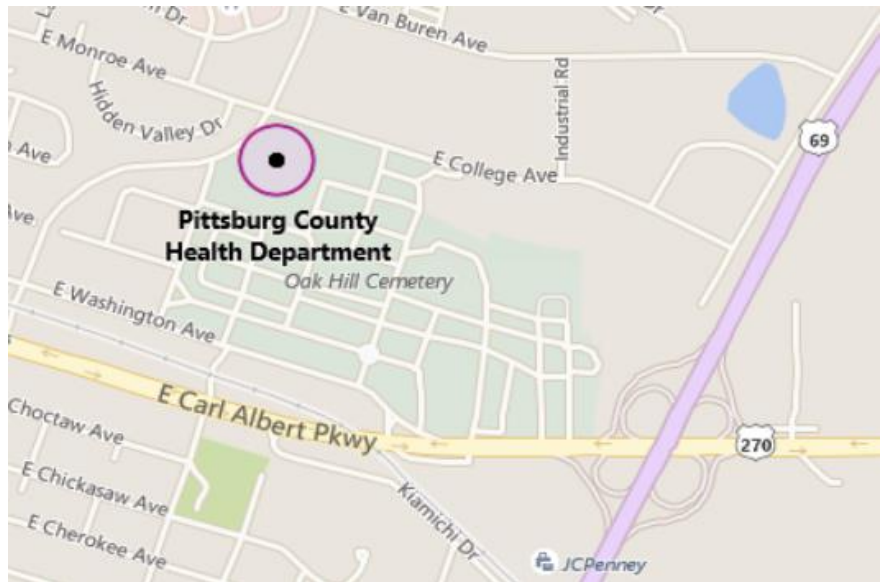 Dr
E Van Buren Ave
E Monroe Ave
Hidden Valley Dr
Industrial Rd
69
Ave
E College Ave
Pittsburg County
Health Department
Oak Hill Cemetery
Ave
E Washington Ave
E Carl Albert Pkwy
270
Choctaw Ave
E Chickasaw Ave
Kiamichi Dr
E Cherokee Ave
JCPenney